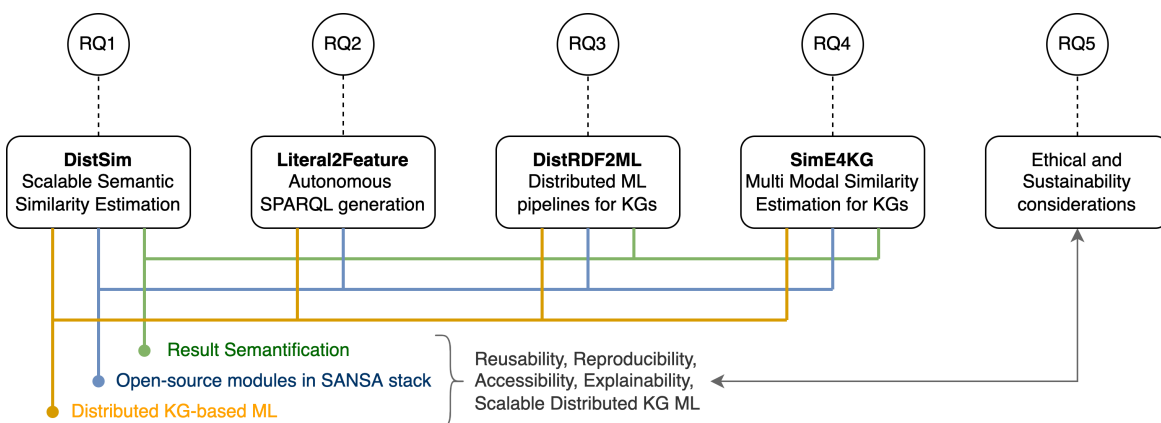 RQ1
RQ2
RQ3
RQ4
RQ5
DistSim
Scalable Semantic
Similarity Estimation
Literal2Feature
Autonomous
SPARQL generation
DistRDF2ML
Distributed ML
pipelines for KGs
SimE4KG
Multi Modal Similarity
Estimation for KGs
Ethical and
Sustainability
considerations
Result Semantification
Open-source modules in SANSA stack
Distributed KG-based ML
Reusability, Reproducibility,
Accessibility, Explainability,
Scalable Distributed KG ML